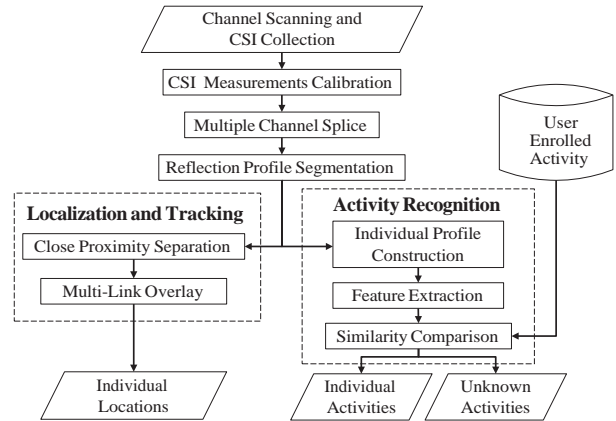 Channel Scanning and
CSI Collection
CSI Measurements Calibration
Multiple Channel Splice
Reflection Profile Segmentation
User
Enrolled
Activity
Localization and Tracking
Close Proximity Separation
Multi-Link Overlay
Activity Recognition
Individual Profile
Construction
Feature Extraction
Similarity Comparison
Individual
Locations
Individual
Activities
Unknown
Activities